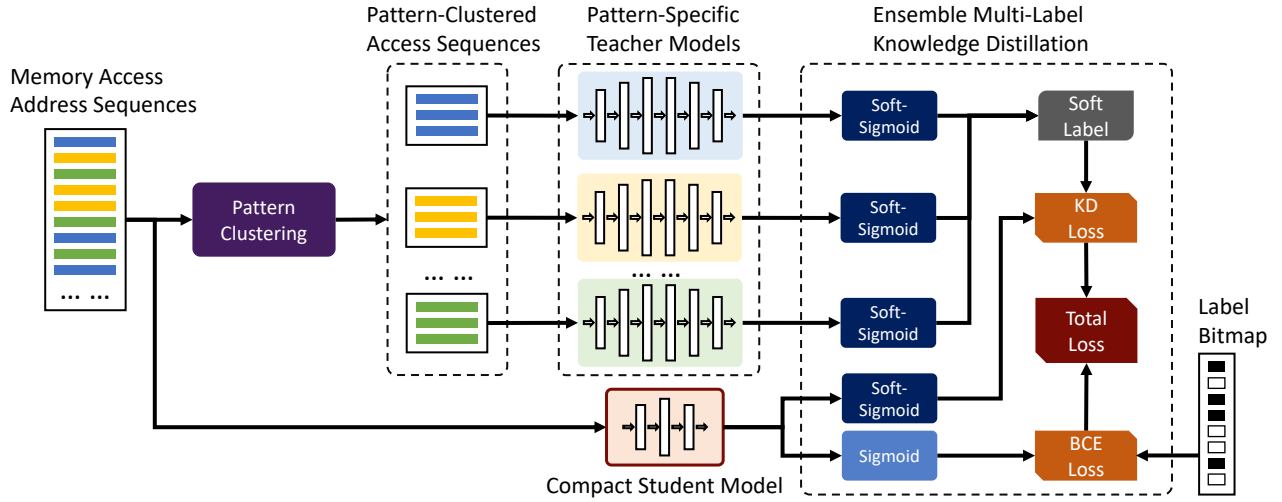 Memory Access
Address Sequences
... ...
Pattern
Clustering
Pattern-Clustered
Access Sequences
... ...
Pattern-Specific
Teacher Models
... ...
Compact Student Model
Ensemble Multi-Label
Knowledge Distillation
Soft-
Sigmoid
Soft-
Sigmoid
Soft-
Sigmoid
Soft-
Sigmoid
Sigmoid
Soft
Label
KD
Loss
Total
Loss
BCE
Loss
Label
Bitmap